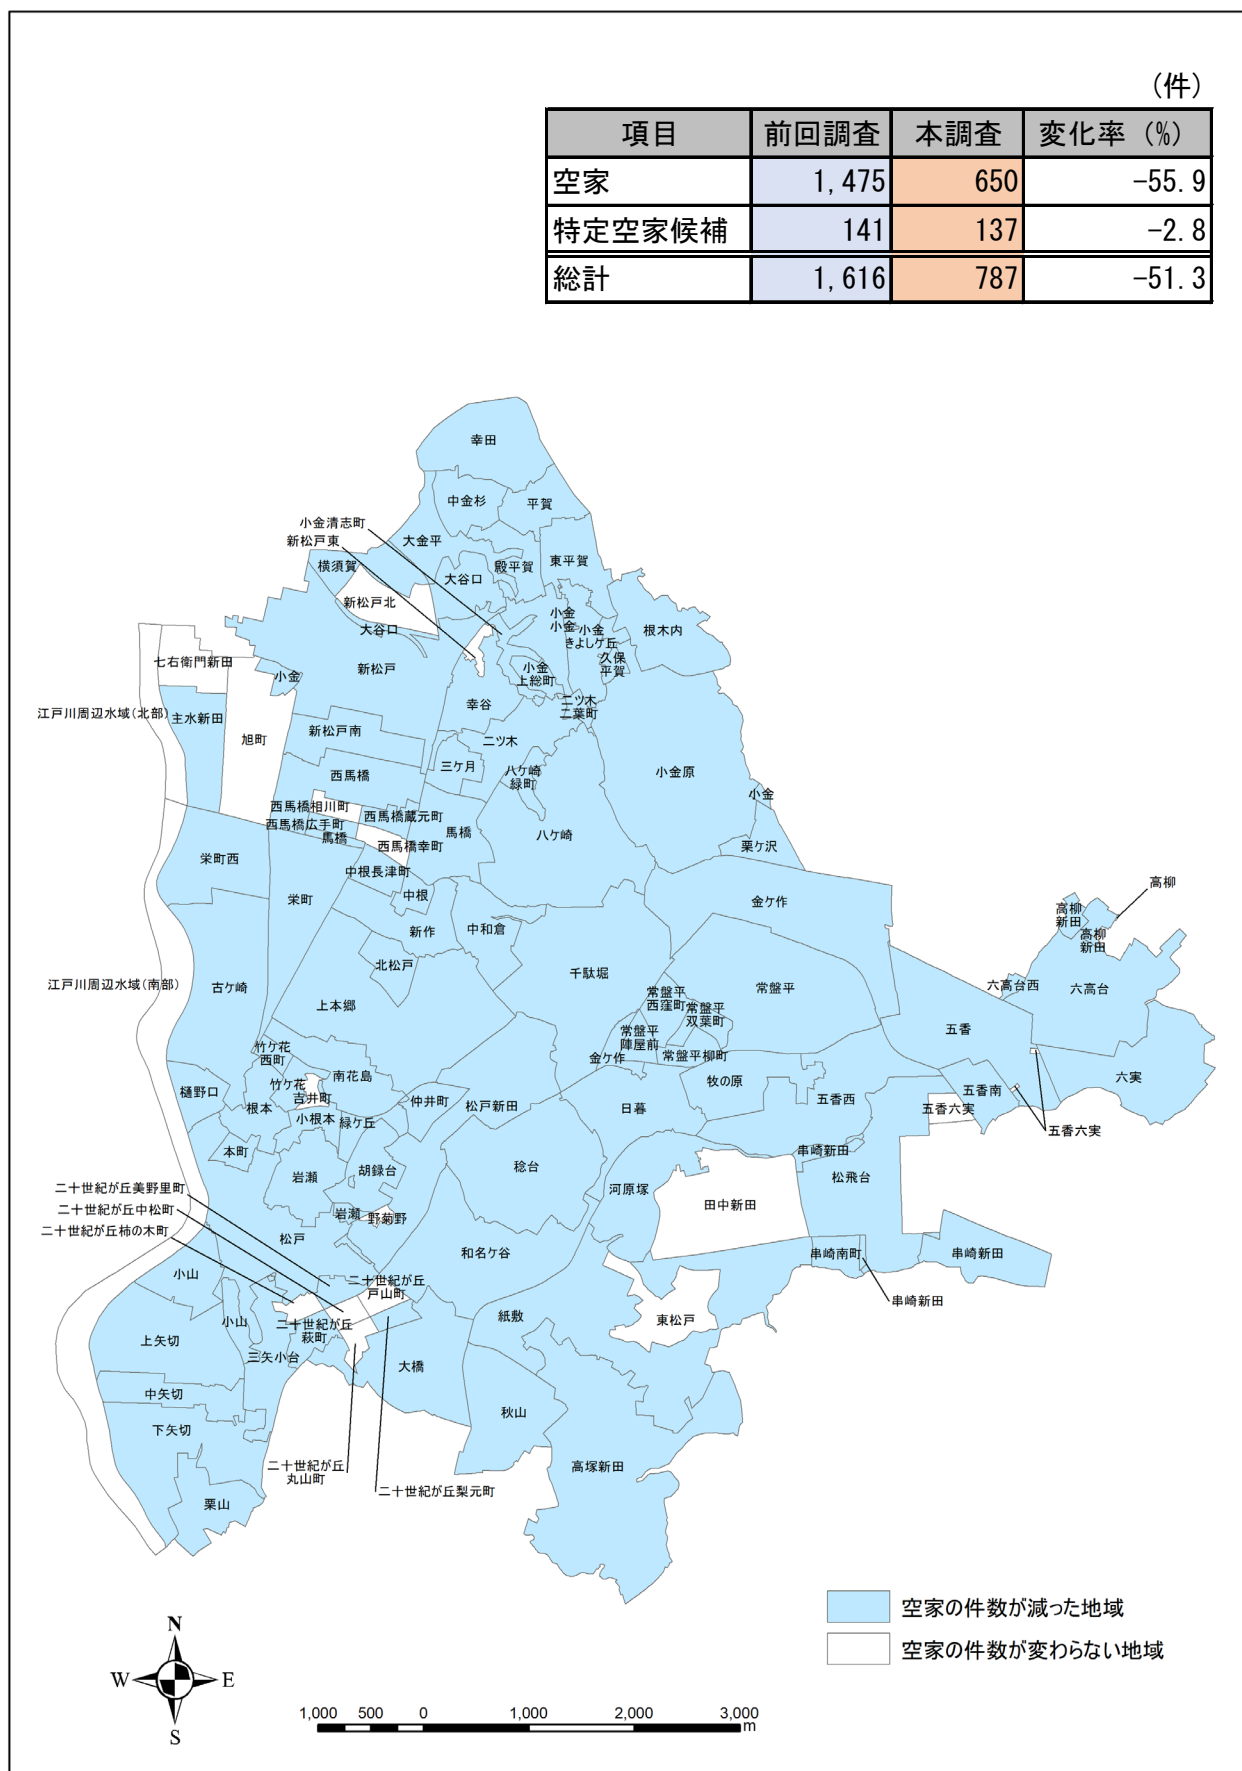 (件)
項目 前回調査 本調査 変化率 (%)
空家 1,475 650 -55.9
特定空家候補 141 137 -2.8
総計 1,616 787 -51.3
幸田
中金杉
平賀
小金清志町
新松戸東
大金平
殿平賀
東平賀
横須賀
大谷口
新松戸北
小金
小金
小金
きよしケ丘
根木内
大谷口
久保
平賀
七右衛門新田
新松戸
小金
小金
上総町
江戸川周辺水域(北部)
主水新田
幸谷
二ツ木
二葉町
旭町
新松戸南
二ツ木
三ケ月
八ケ崎
緑町
小金原
西馬橋
小金
西馬橋相川町
西馬橋蔵元町
西馬橋広手町
馬橋
馬橋
八ケ崎
西馬橋幸町
栗ケ沢
栄町西
中根長津町
高柳
栄町
中根
金ケ作
高柳
新田
新作
中和倉
高柳
新田
北松戸
千駄堀
江戸川周辺水域(南部)
古ケ崎
常盤平
六高台西
六高台
上本郷
常盤平
西窪町
常盤平
双葉町
五香
常盤平
陣屋前
竹ケ花
西町
金ケ作
常盤平柳町
南花島
六実
樋野口
竹ケ花
吉井町
牧の原
五香南
根本
仲井町
松戸新田
日暮
五香西
五香六実
小根本
緑ケ丘
五香六実
本町
串崎新田
岩瀬
胡録台
稔台
松飛台
二十世紀が丘美野里町
河原塚
田中新田
二十世紀が丘中松町
岩瀬
野菊野
二十世紀が丘柿の木町
松戸
和名ケ谷
串崎南町
串崎新田
小山
二十世紀が丘
戸山町
串崎新田
小山
二十世紀が丘
萩町
紙敷
東松戸
上矢切
三矢小台
大橋
中矢切
秋山
下矢切
二十世紀が丘
丸山町
高塚新田
二十世紀が丘梨元町
栗山
空家の件数が減った地域
空家の件数が変わらない地域
N
W E
S
1,000 500 0 1,000 2,000 3,000
m